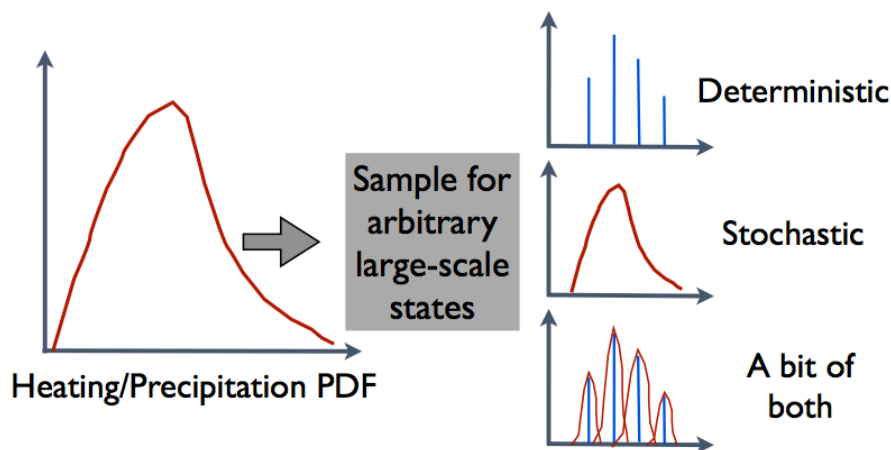 Heating/Precipitation PDF
Sample for
arbitrary
large-scale
states
Deterministic
Stochastic
A bit of
both